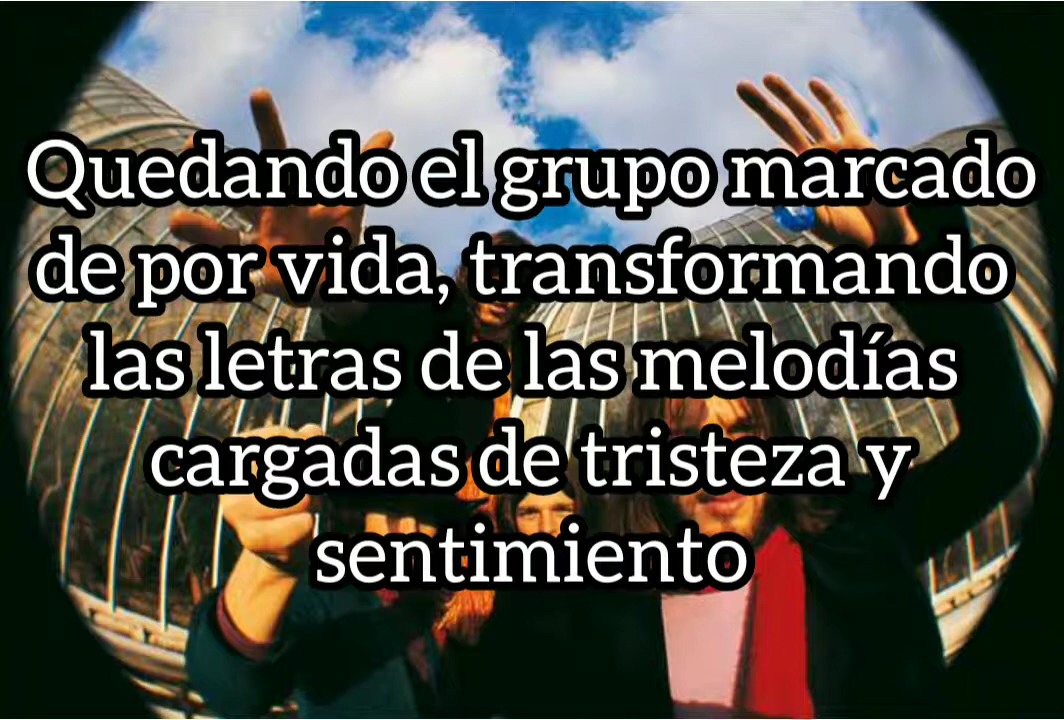 Quedando el grupo marcado
de por vida, transformando
las letras de las melodías
cargadas de tristeza y
sentimiento